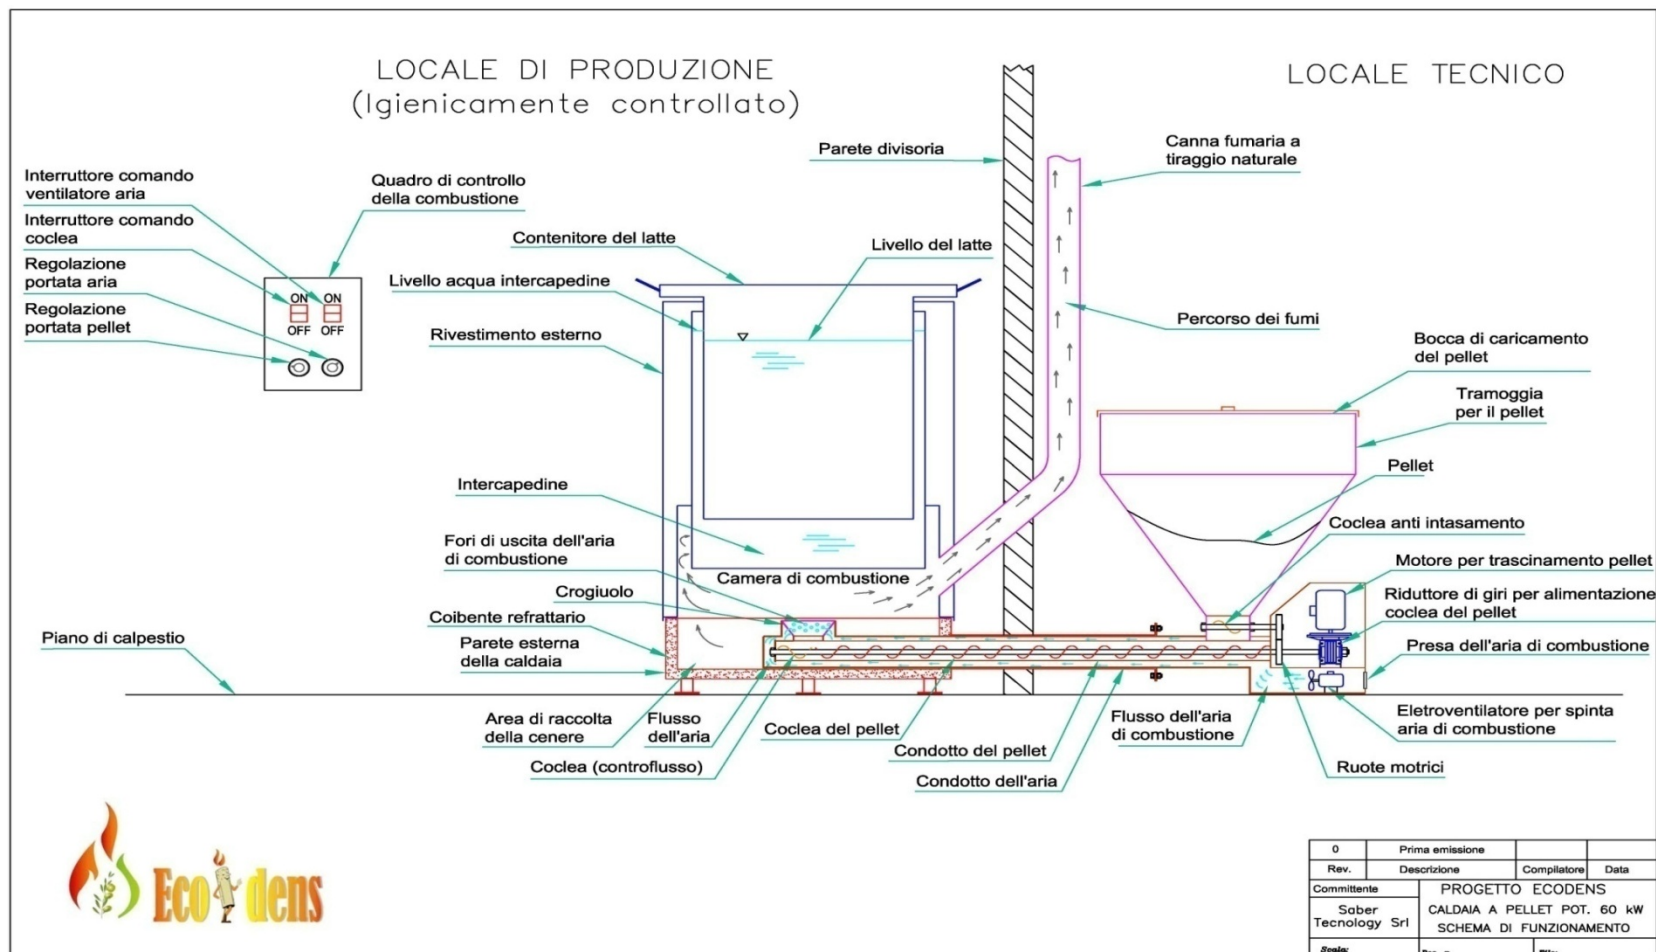 LOCALE DI PRODUZIONE
(Igienicamente controllato)
LOCALE TECNICO
Parete divisoria
Canna fumaria a
tiraggio naturale
Interruttore comando
ventilatore aria
Interruttore comando
coclea
Regolazione
portata aria
Regolazione
portata pellet
Quadro di controllo
della combustione
ON
ON
OFF
OFF
Contenitore del latte
Livello del latte
Livello acqua intercapedine
Rivestimento esterno
Percorso dei fumi
Bocca di caricamento
del pellet
Tramoggia
per il pellet
Pellet
Intercapedine
Coclea anti intasamento
Fori di uscita dell'aria
di combustione
Camera di combustione
Motore per trascinamento pellet
Crogiuolo
Riduttore di giri per alimentazione
coclea del pellet
Coibente refrattario
Piano di calpestio
Parete esterna
della caldaia
Presa dell'aria di combustione
Area di raccolta
della cenere
Flusso
dell'aria
Coclea del pellet
Condotto del pellet
Flusso dell'aria
di combustione
Eletroventilatore per spinta
aria di combustione
Coclea (controflusso)
Condotto dell'aria
Ruote motrici
Eco dens
0 Prima emissione
Rev. Descrizione Compilatore Data
Committente
Saber
Tecnology Srl
PROGETTO ECODENS
CALDAIA A PELLET POT. 60 kW
SCHEMA DI FUNZIONAMENTO
Scala: